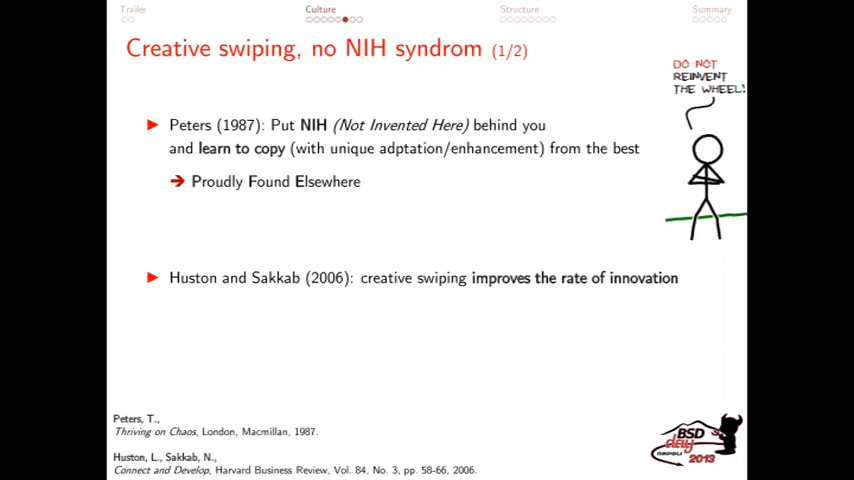 Trailer Culture Structure Summary
Creative swiping, no NIH syndrom (1/2)
DO NOT
REINVENT
THE WHEEL!
Peters (1987): Put NIH (Not Invented Here) behind you
and learn to copy (with unique adptation/enhancement) from the best
Proudly Found Elsewhere
Huston and Sakkab (2006): creative swiping improves the rate of innovation
Peters, T.,
Thriving on Chaos, London, Macmillan, 1987.
Huston, L., Sakkab, N.,
Connect and Develop, Harvard Business Review, Vol. 84, No. 3, pp. 58-66, 2006.
BSD
day
NAPOLI 2013